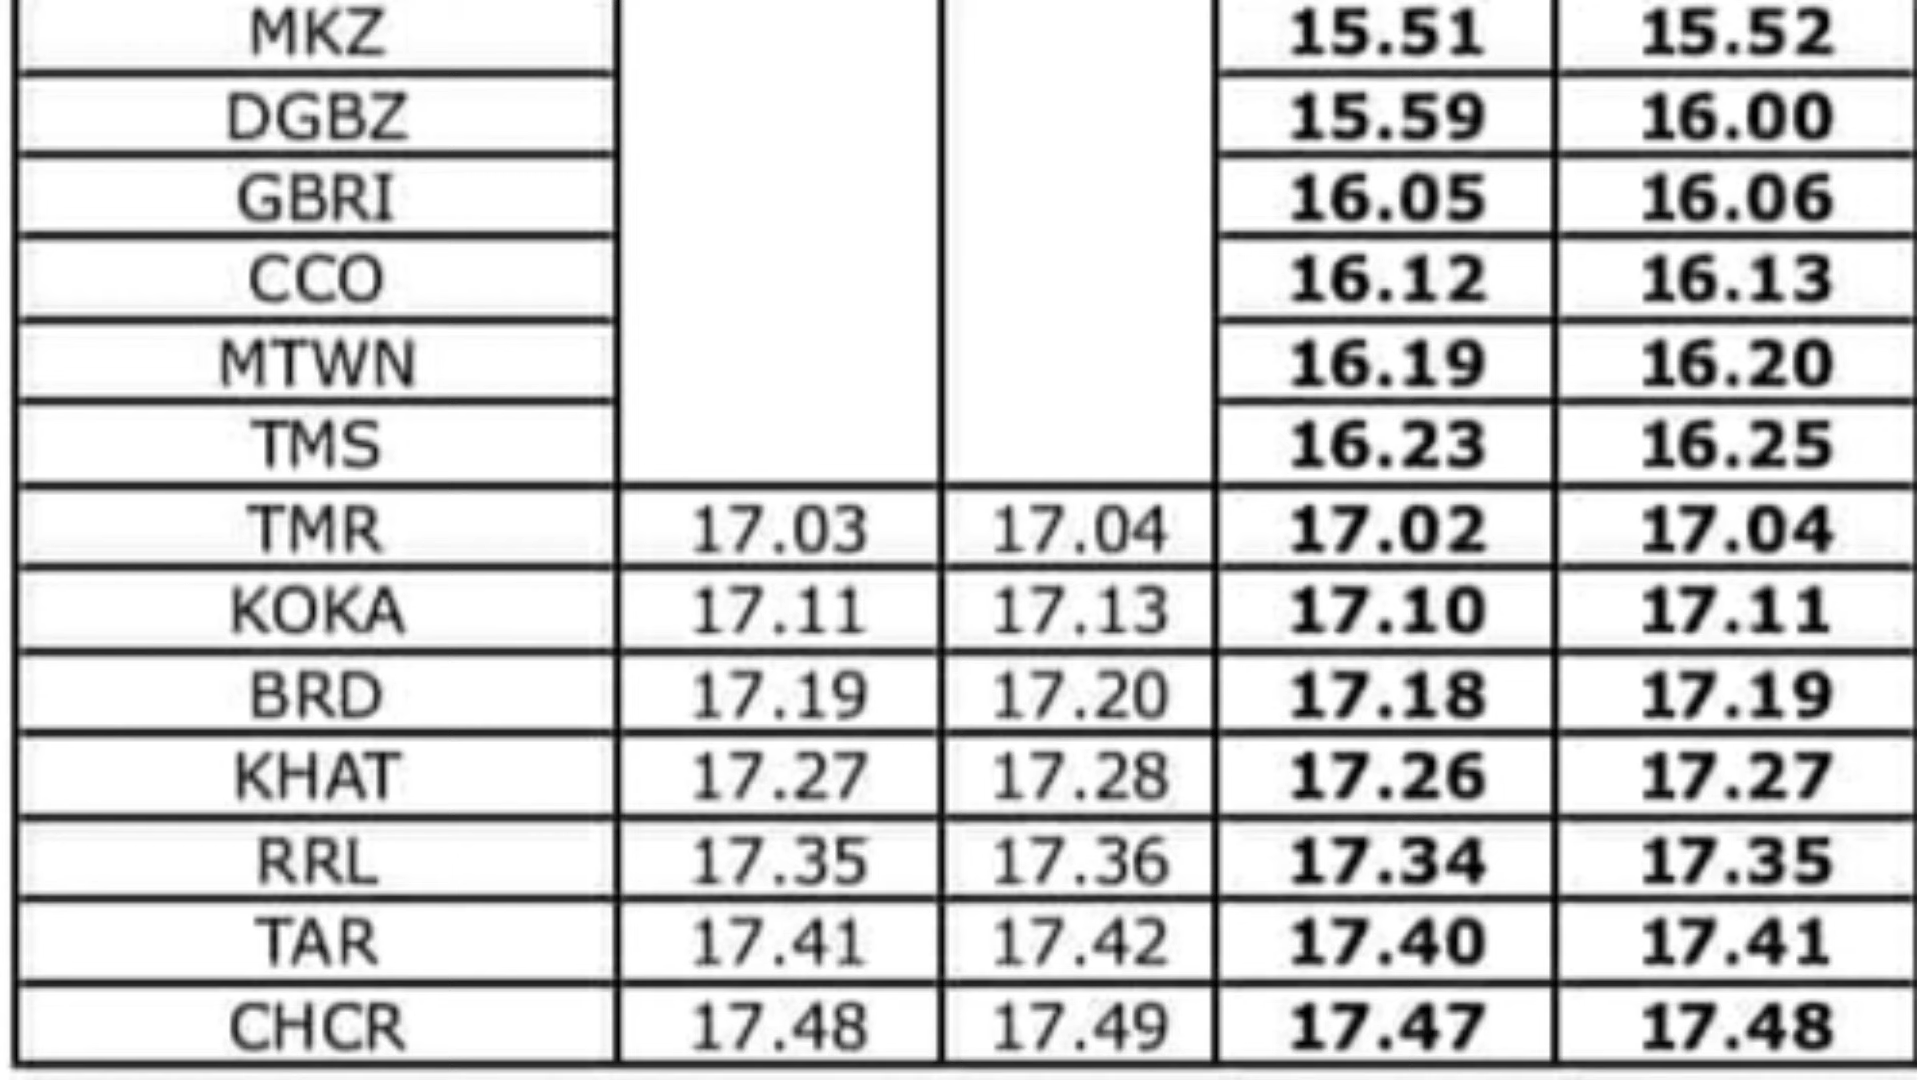 MKZ 15.51 15.52
DGBZ 15.59 16.00
GBRI 16.05 16.06
CCO 16.12 16.13
MTWN 16.19 16.20
TMS 16.23 16.25
TMR 17.03 17.04 17.02 17.04
KOKA 17.11 17.13 17.10 17.11
BRD 17.19 17.20 17.18 17.19
KHAT 17.27 17.28 17.26 17.27
RRL 17.35 17.36 17.34 17.35
TAR 17.41 17.42 17.40 17.41
CHCR 17.48 17.49 17.47 17.48